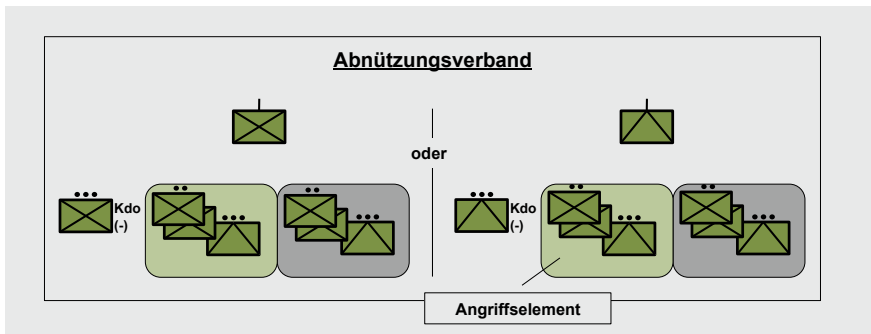 Abnützungsverband
oder
Kdo
(-)
Kdo
(-)
Angriffselement